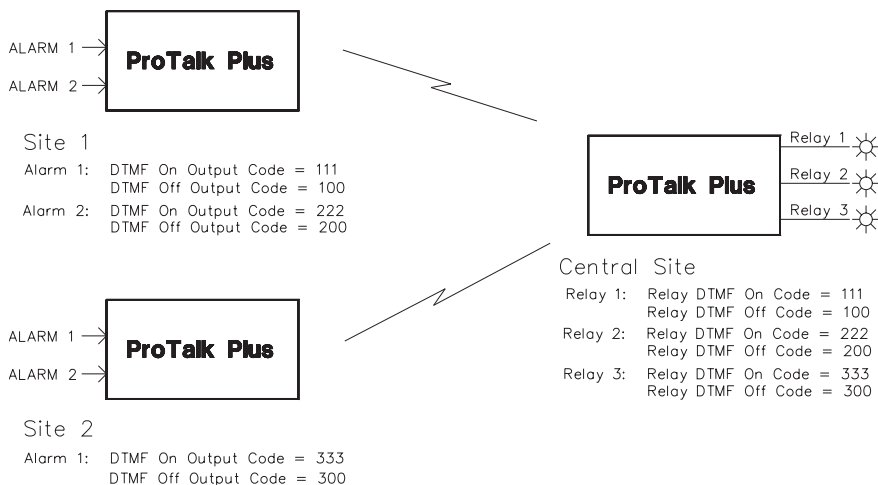 ALARM 1
ALARM 2
ProTalk Plus
Site 1
Alarm 1: DTMF On Output Code = 111
DTMF Off Output Code = 100
Alarm 2: DTMF On Output Code = 222
DTMF Off Output Code = 200
ProTalk Plus
Relay 1
Relay 2
Relay 3
Central Site
Relay 1: Relay DTMF On Code = 111
Relay DTMF Off Code = 100
Relay 2: Relay DTMF On Code = 222
Relay DTMF Off Code = 200
Relay 3: Relay DTMF On Code = 333
Relay DTMF Off Code = 300
ALARM 1
ALARM 2
ProTalk Plus
Site 2
Alarm 1: DTMF On Output Code = 333
DTMF Off Output Code = 300